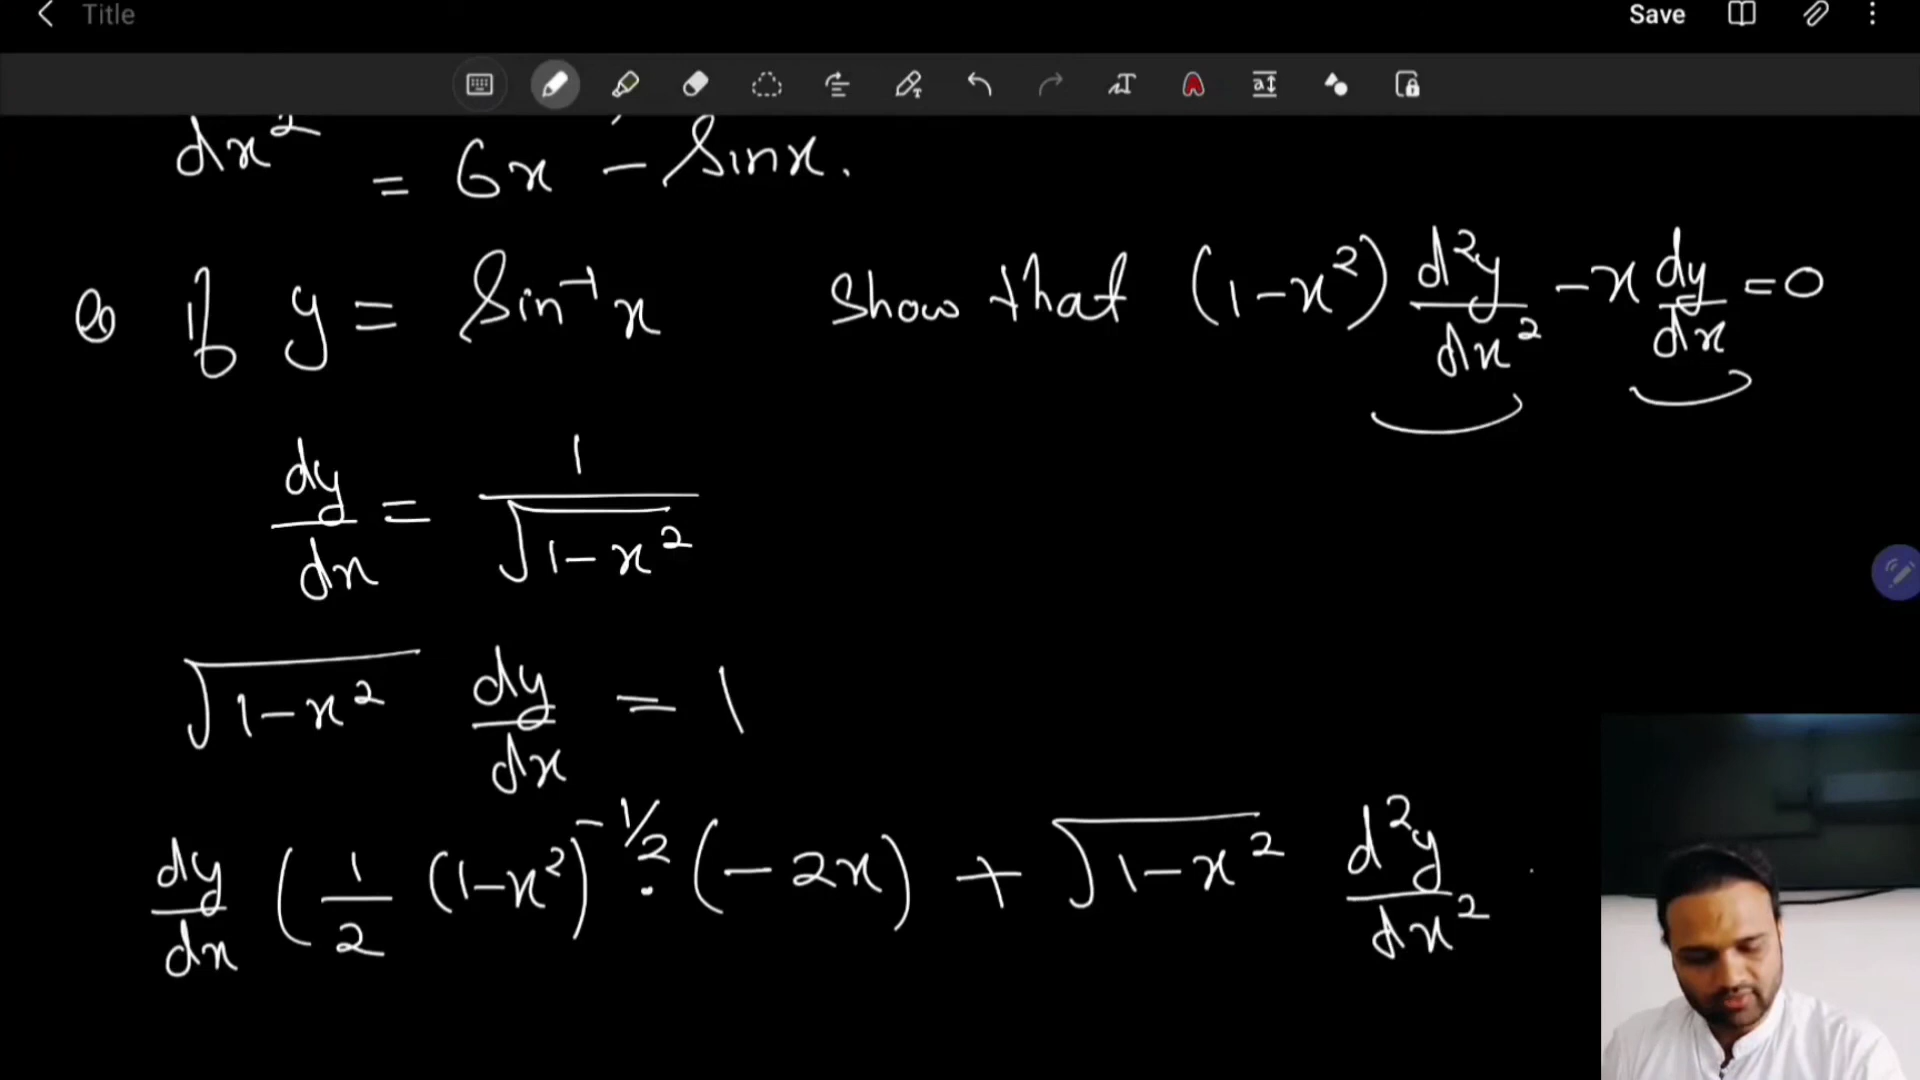 Title Save
dx² = 6x - Sinx.
Q If y = Sin⁻¹x Show that (1-x²) d²y/dx² -x dy/dx =0
dy/dx = 1/√(1-x²)
√(1-x²) dy/dx = 1
dy/dx (1/2 (1-x²)^(-1/2) · (-2x) + √(1-x²) d²y/dx²